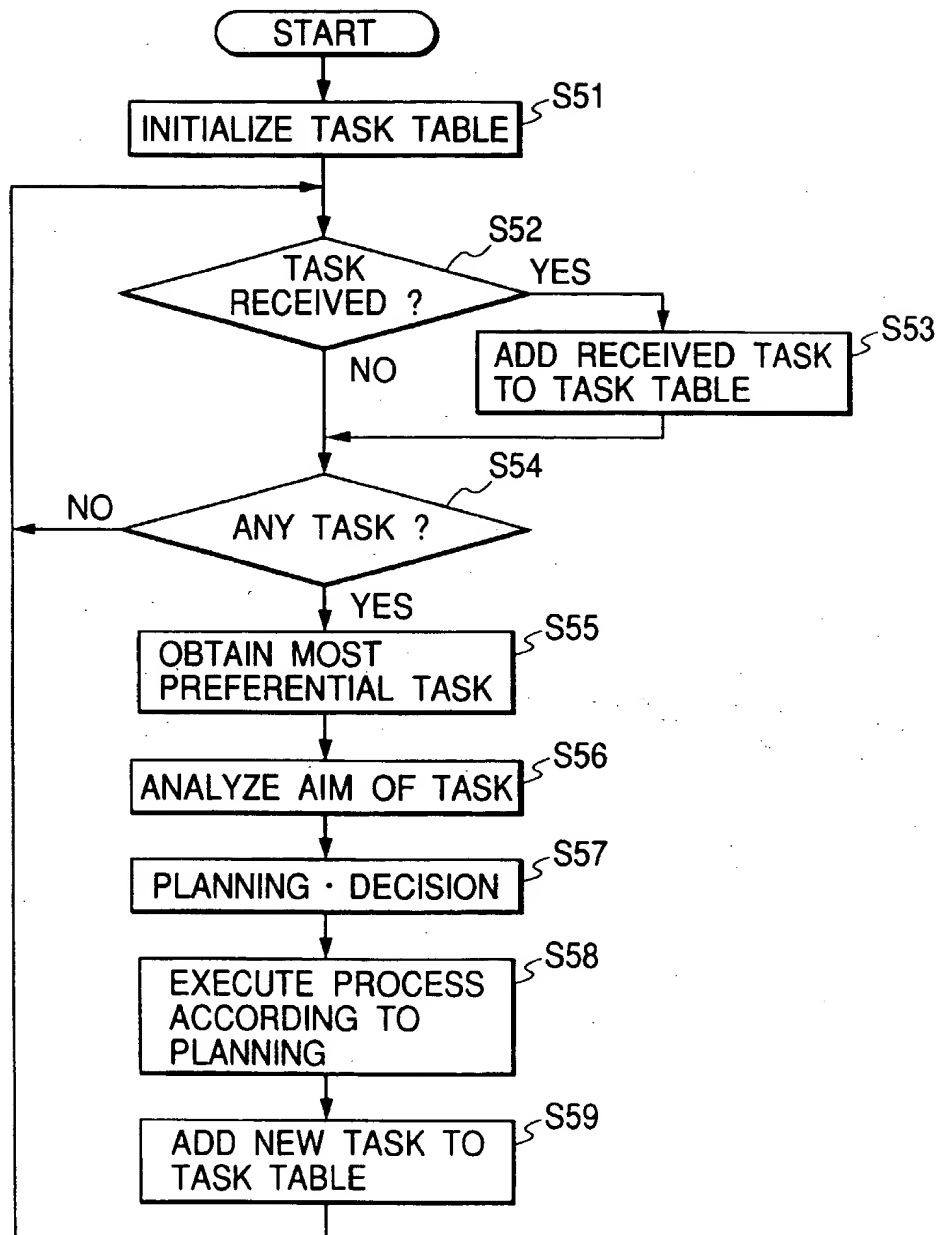 START
S51
INITIALIZE TASK TABLE
S52
TASK
RECEIVED ?
YES
S53
ADD RECEIVED TASK
TO TASK TABLE
NO
S54
NO
ANY TASK ?
YES
S55
OBTAIN MOST
PREFERENTIAL TASK
S56
ANALYZE AIM OF TASK
S57
PLANNING · DECISION
S58
EXECUTE PROCESS
ACCORDING TO
PLANNING
S59
ADD NEW TASK TO
TASK TABLE